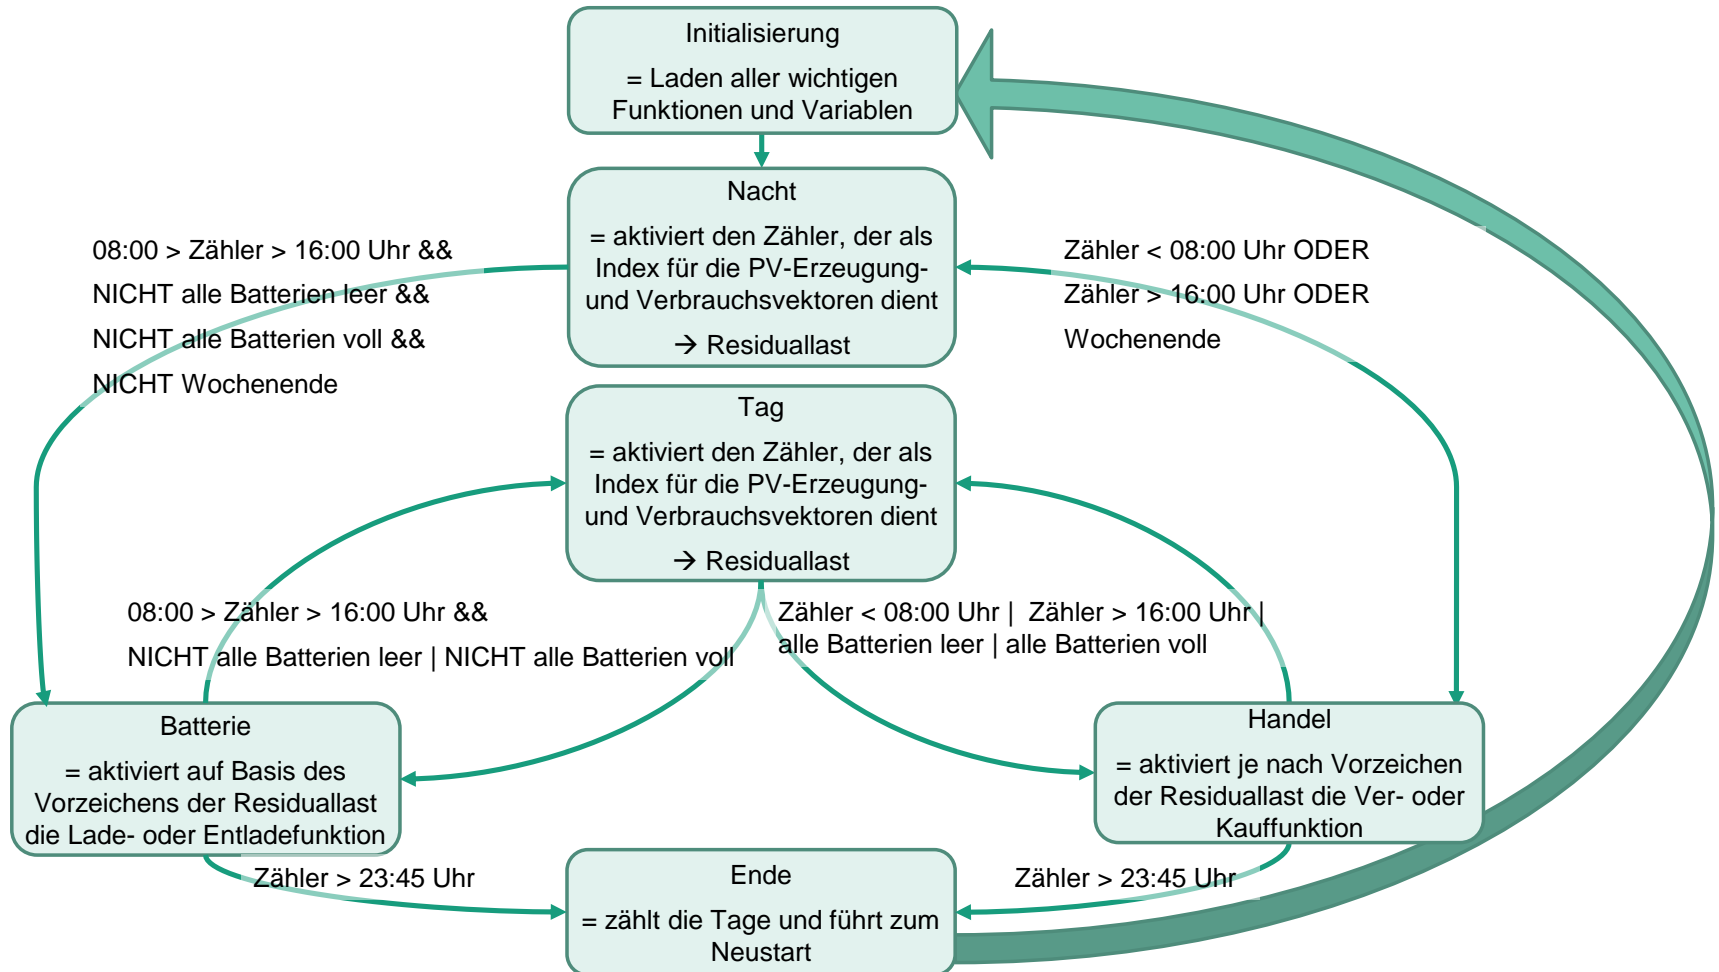 Initialisierung
= Laden aller wichtigen
Funktionen und Variablen
Nacht
= aktiviert den Zähler, der als
Index für die PV-Erzeugung-
und Verbrauchsvektoren dient
→ Residuallast
08:00 > Zähler > 16:00 Uhr &&
NICHT alle Batterien leer &&
NICHT alle Batterien voll &&
NICHT Wochenende
Zähler < 08:00 Uhr ODER
Zähler > 16:00 Uhr ODER
Wochenende
Tag
= aktiviert den Zähler, der als
Index für die PV-Erzeugung-
und Verbrauchsvektoren dient
→ Residuallast
08:00 > Zähler > 16:00 Uhr &&
NICHT alle Batterien leer | NICHT alle Batterien voll
Zähler < 08:00 Uhr | Zähler > 16:00 Uhr |
alle Batterien leer | alle Batterien voll
Batterie
= aktiviert auf Basis des
Vorzeichens der Residuallast
die Lade- oder Entladefunktion
Handel
= aktiviert je nach Vorzeichen
der Residuallast die Ver- oder
Kauffunktion
Zähler > 23:45 Uhr
Ende
= zählt die Tage und führt zum
Neustart
Zähler > 23:45 Uhr